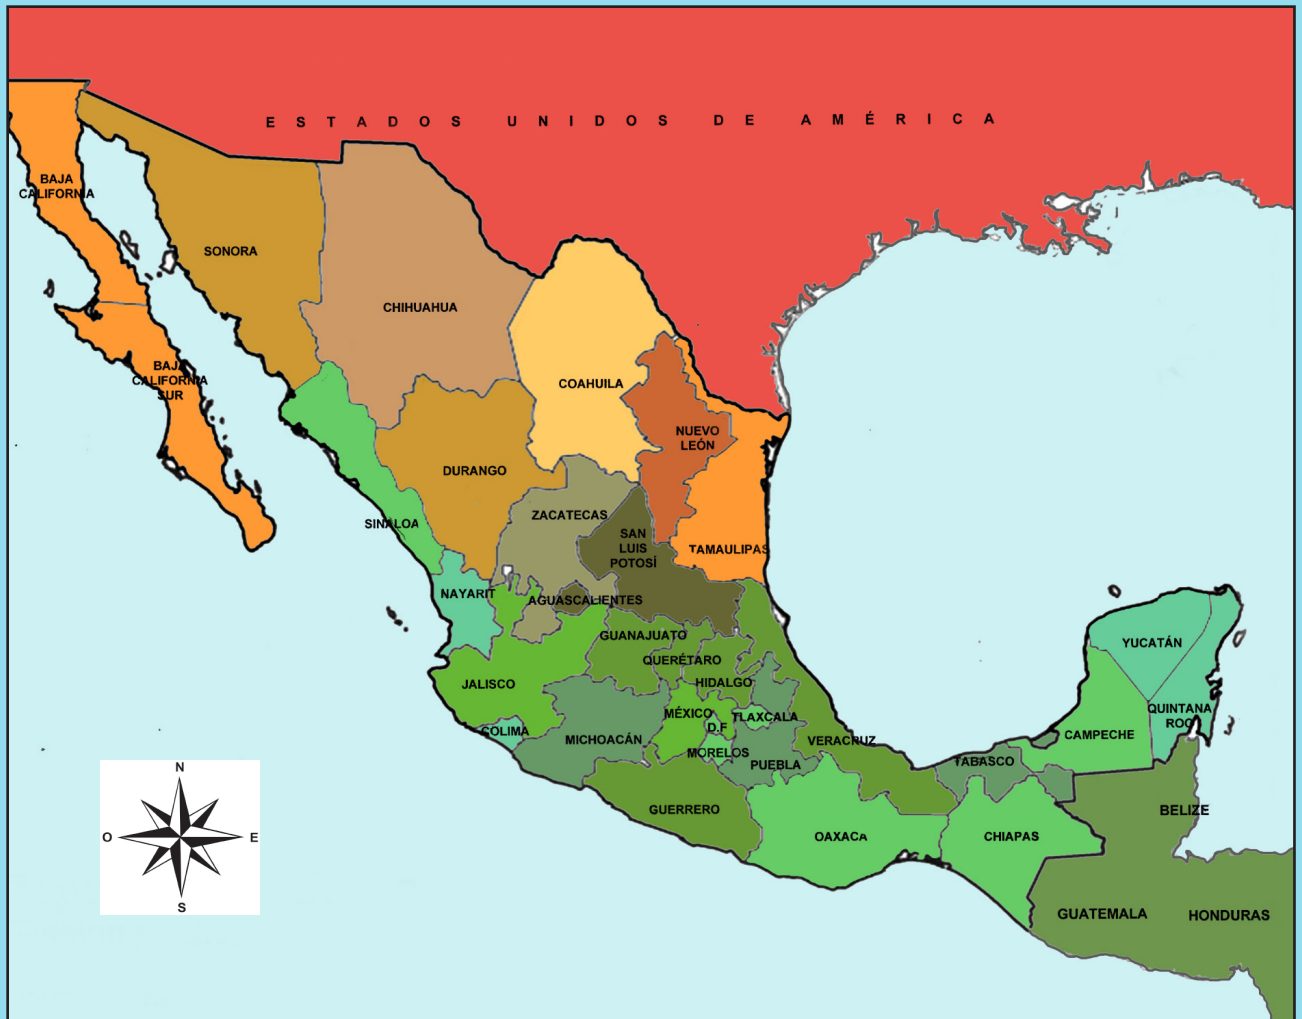 ESTADOS UNIDOS DE AMÉRICA
BAJA
CALIFORNIA
SONORA
CHIHUAHUA
BAJA
CALIFORNIA
SUR
COAHUILA
NUEVO
LEÓN
DURANGO
SINALOA
ZACATECAS
SAN
LUIS
POTOSÍ
TAMAULIPAS
NAYARIT
AGUASCALIENTES
GUANAJUATO
QUERÉTARO
HIDALGO
JALISCO
MÉXICO
D.F
TLAXCALA
COLIMA
MICHOACÁN
MORELOS
PUEBLA
VERACRUZ
YUCATÁN
QUINTANA
ROO
CAMPECHE
TABASCO
GUERRERO
OAXACA
CHIAPAS
BELIZE
GUATEMALA
HONDURAS
N
O
E
S